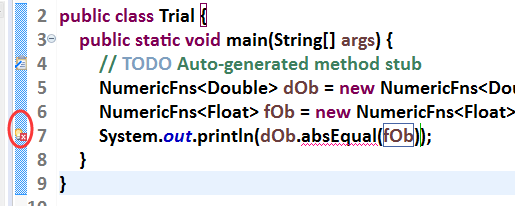 2 public class Trial {
3 public static void main(String[] args) {
4 // TODO Auto-generated method stub
5 NumericFns<Double> dOb = new NumericFns<Dou
6 NumericFns<Float> fOb = new NumericFns<Float>
7 System.out.println(dOb.absEqual(fOb));
8 }
9 }